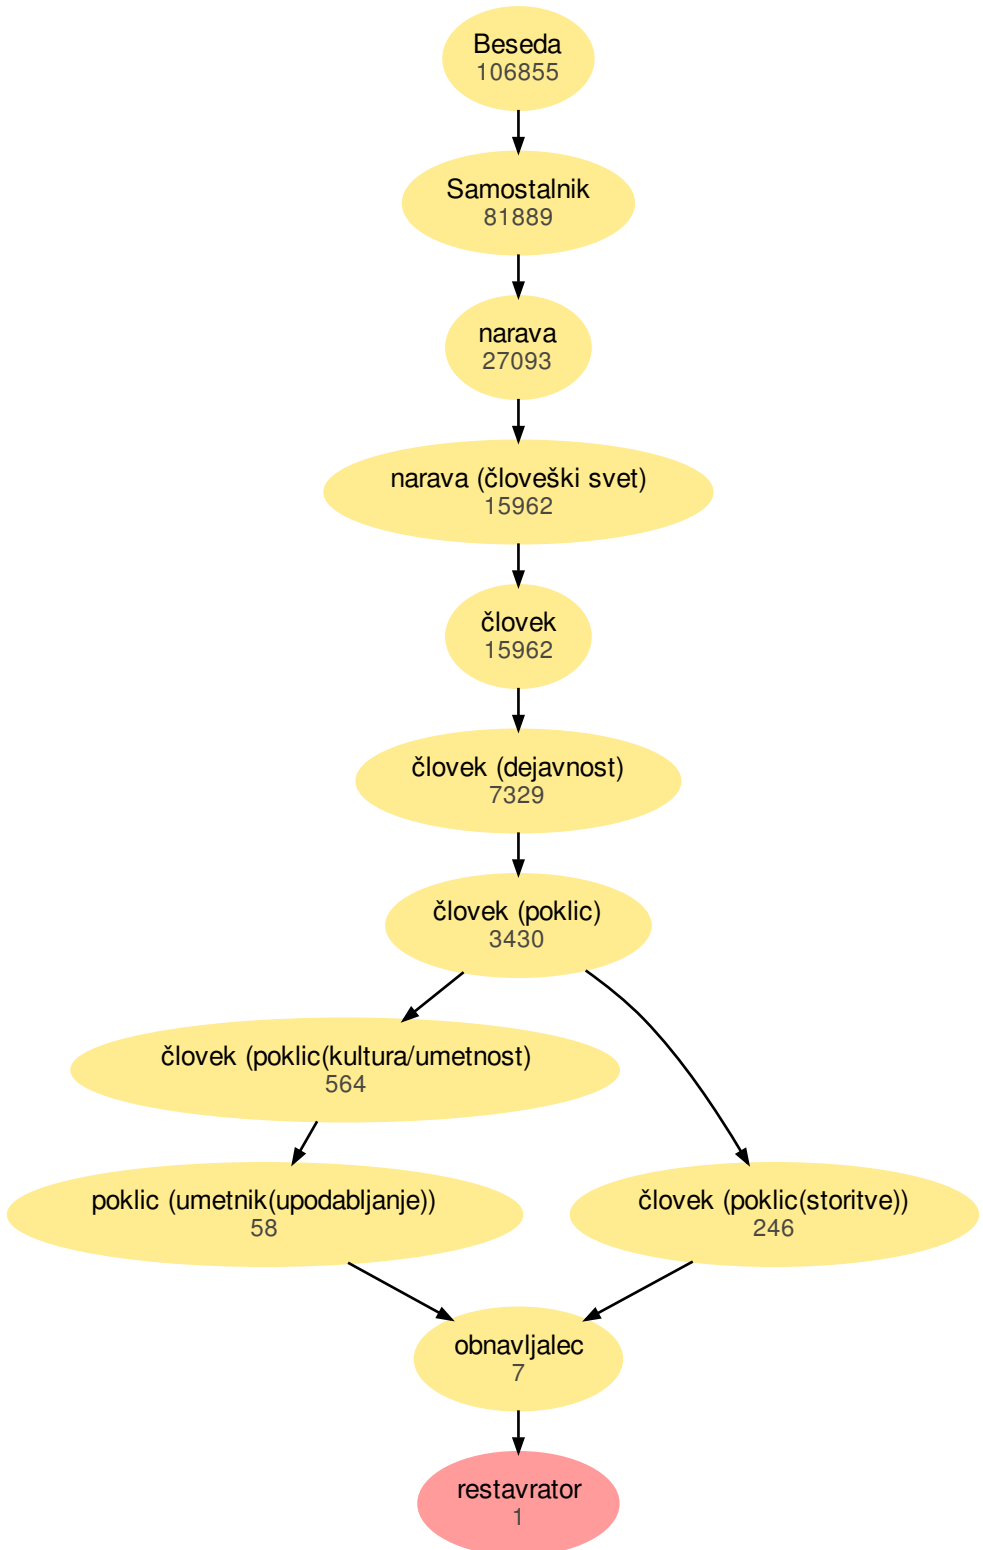 Beseda
106855
Samostalnik
81889
narava
27093
narava (človeški svet)
15962
človek
15962
človek (dejavnost)
7329
človek (poklic)
3430
človek (poklic(kultura/umetnost)
564
poklic (umetnik(upodabljanje))
58
človek (poklic(storitve))
246
obnavljalec
7
restavrator
1